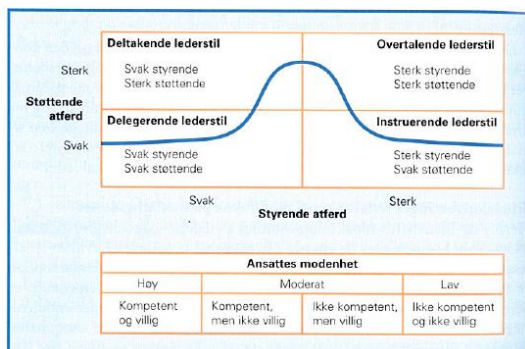 Deltakende lederstil
Overtalende lederstil
Sterk
Svak styrende
Sterk støttende
Sterk styrende
Sterk støttende
Støttende
atferd
Delegerende lederstil
Instruerende lederstil
Svak
Svak styrende
Svak støttende
Sterk styrende
Svak støttende
Svak
Sterk
Styrende atferd
Ansattes modenhet
Høy
Moderat
Lav
Kompetent
og villig
Kompetent,
men ikke villig
Ikke kompetent,
men villig
Ikke kompetent
og ikke villig